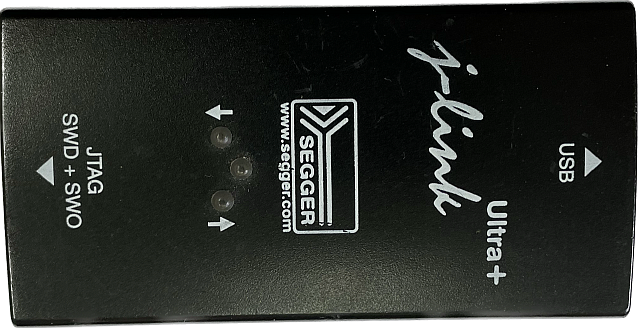 USB
j-link
Ultra+
SEGGER
www.segger.com
JTAG
SWD + SWO